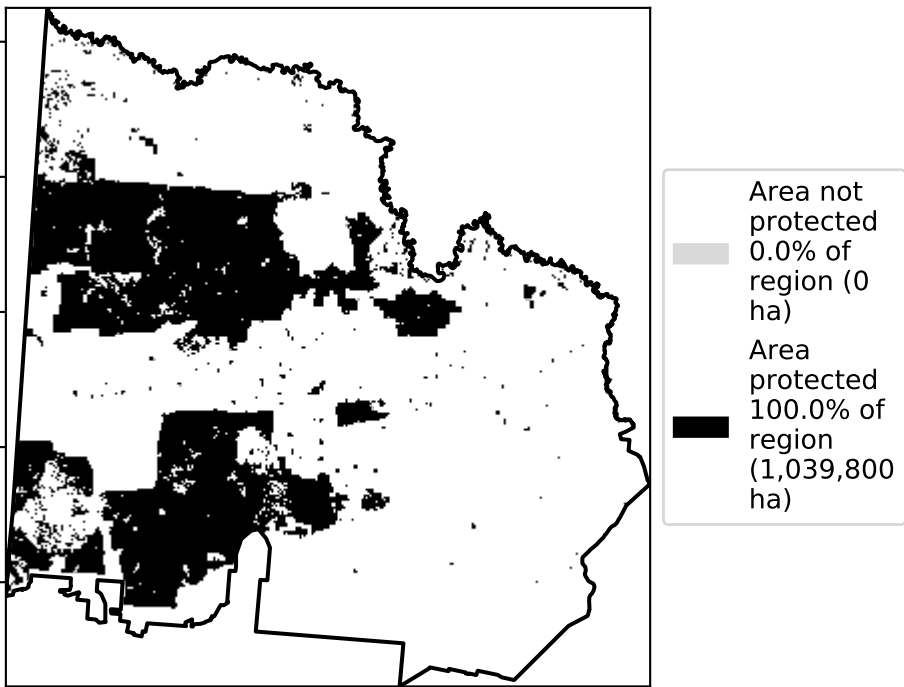 Area not
protected
0.0% of
region (0
ha)
Area
protected
100.0% of
region
(1,039,800
ha)